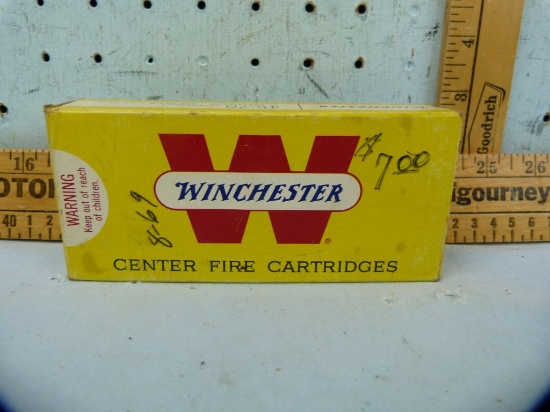 WARNING
Keep out of reach
of children.
8-69
WINCHESTER
$ 7.00
®
CENTER FIRE CARTRIDGES
Goodrich
igourney